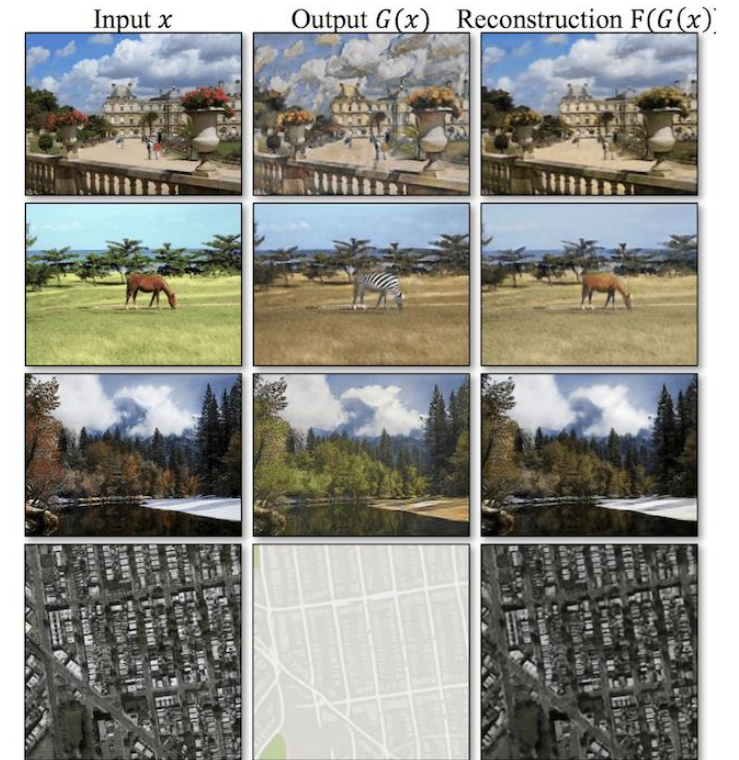 Input x
Output G(x)
Reconstruction F(G(x))